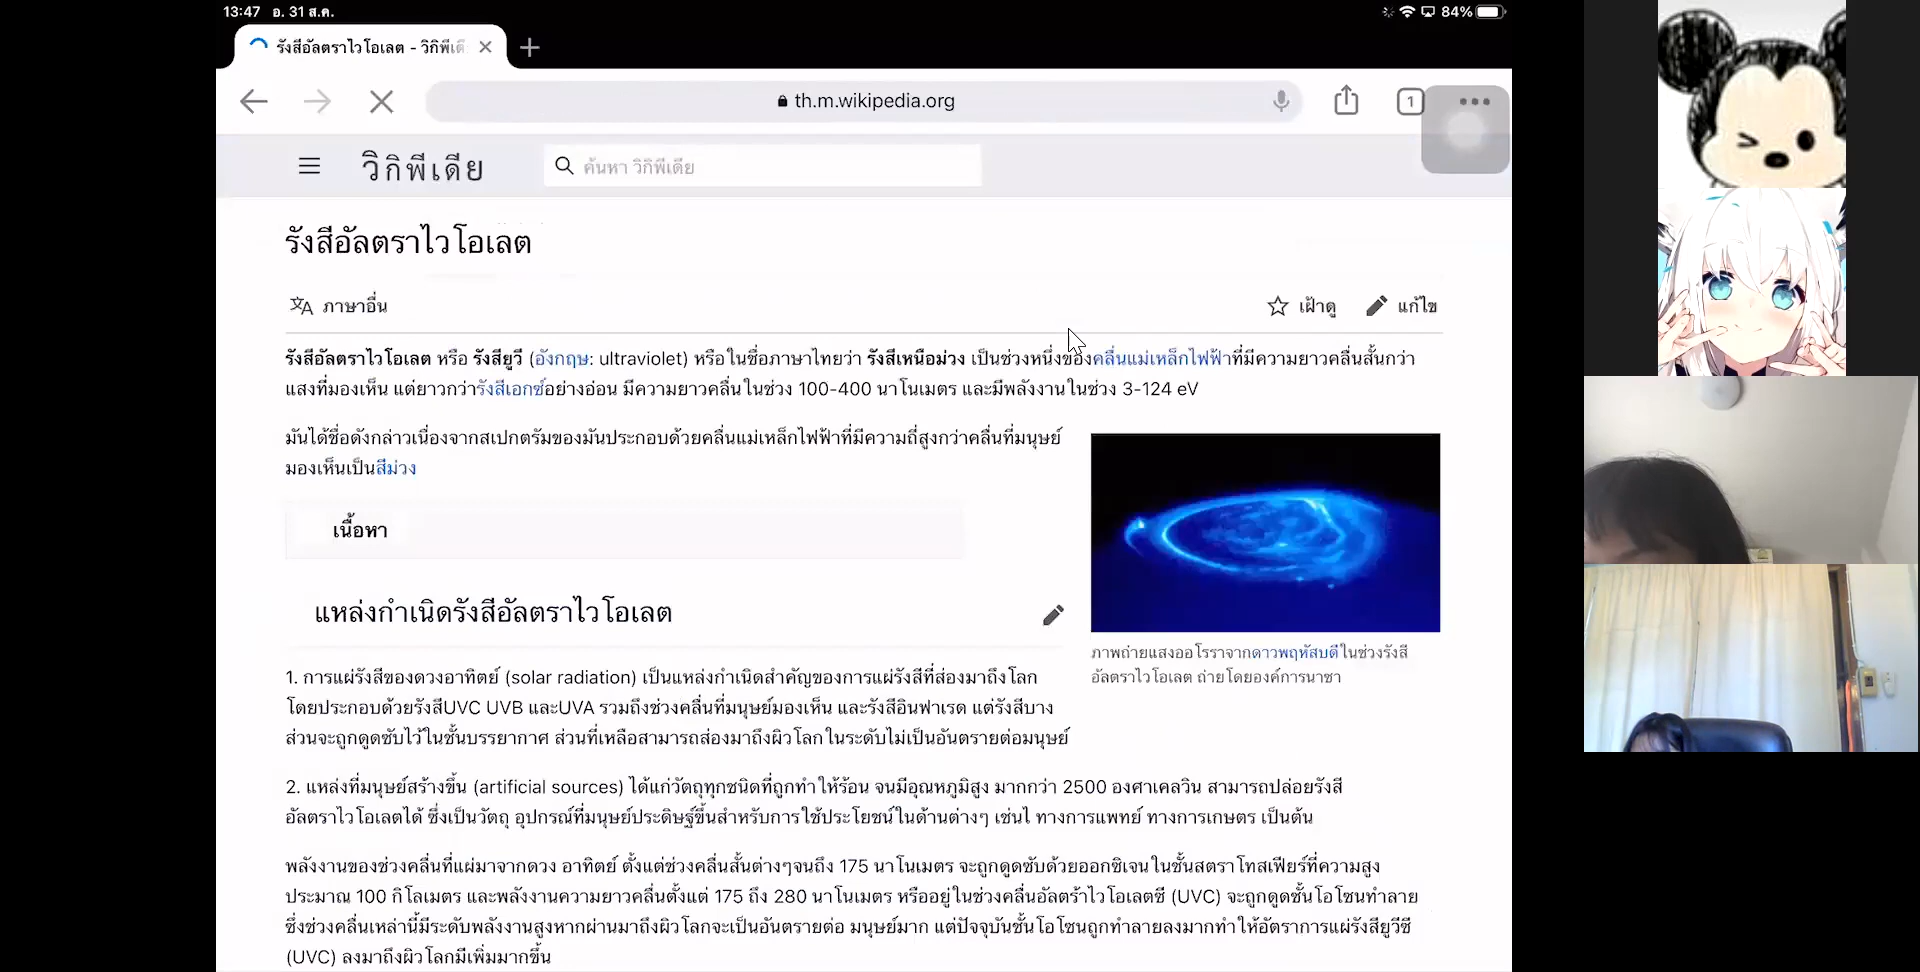 13:47 อ. 31 ส.ค.
84%
รังสีอัลตราไวโอเลต - วิกิพีเดี
th.m.wikipedia.org
1
วิกิพีเดีย
ค้นหา วิกิพีเดีย
รังสีอัลตราไวโอเลต
ภาษาอื่น
เฝ้าดู
แก้ไข
รังสีอัลตราไวโอเลต หรือ รังสียูวี (อังกฤษ: ultraviolet) หรือในชื่อภาษาไทยว่า รังสีเหนือม่วง เป็นช่วงหนึ่งของคลื่นแม่เหล็กไฟฟ้าที่มีความยาวคลื่นสั้นกว่า
แสงที่มองเห็น แต่ยาวกว่ารังสีเอกซ์อย่างอ่อน มีความยาวคลื่นในช่วง 100-400 นาโนเมตร และมีพลังงานในช่วง 3-124 eV
มันได้ชื่อดังกล่าวเนื่องจากสเปกตรัมของมันประกอบด้วยคลื่นแม่เหล็กไฟฟ้าที่มีความถี่สูงกว่าคลื่นที่มนุษย์
มองเห็นเป็นสีม่วง
เนื้อหา
แหล่งกำเนิดรังสีอัลตราไวโอเลต
ภาพถ่ายแสงออโรราจากดาวพฤหัสบดีในช่วงรังสี
อัลตราไวโอเลต ถ่ายโดยองค์การนาซา
1. การแผ่รังสีของดวงอาทิตย์ (solar radiation) เป็นแหล่งกำเนิดสำคัญของการแผ่รังสีที่ส่องมาถึงโลก
โดยประกอบด้วยรังสีUVC UVB และUVA รวมถึงช่วงคลื่นที่มนุษย์มองเห็น และรังสีอินฟาเรด แต่รังสีบาง
ส่วนจะถูกดูดซับไว้ในชั้นบรรยากาศ ส่วนที่เหลือสามารถส่องมาถึงผิวโลกในระดับไม่เป็นอันตรายต่อมนุษย์
2. แหล่งที่มนุษย์สร้างขึ้น (artificial sources) ได้แก่วัตถุทุกชนิดที่ถูกทำให้ร้อน จนมีอุณหภูมิสูง มากกว่า 2500 องศาเคลวิน สามารถปล่อยรังสี
อัลตราไวโอเลตได้ ซึ่งเป็นวัตถุ อุปกรณ์ที่มนุษย์ประดิษฐ์ขึ้นสำหรับการใช้ประโยชน์ในด้านต่างๆ เช่นไ ทางการแพทย์ ทางการเกษตร เป็นต้น
พลังงานของช่วงคลื่นที่แผ่มาจากดวง อาทิตย์ ตั้งแต่ช่วงคลื่นสั้นต่างๆจนถึง 175 นาโนเมตร จะถูกดูดซับด้วยออกซิเจนในชั้นสตราโทสเฟียร์ที่ความสูง
ประมาณ 100 กิโลเมตร และพลังงานความยาวคลื่นตั้งแต่ 175 ถึง 280 นาโนเมตร หรืออยู่ในช่วงคลื่นอัลตร้าไวโอเลตซี (UVC) จะถูกดูดชั้นโอโซนทำลาย
ซึ่งช่วงคลื่นเหล่านี้มีระดับพลังงานสูงหากผ่านมาถึงผิวโลกจะเป็นอันตรายต่อ มนุษย์มาก แต่ปัจจุบันชั้นโอโซนถูกทำลายลงมากทำให้อัตราการแผ่รังสียูวีซี
(UVC) ลงมาถึงผิวโลกมีเพิ่มมากขึ้น